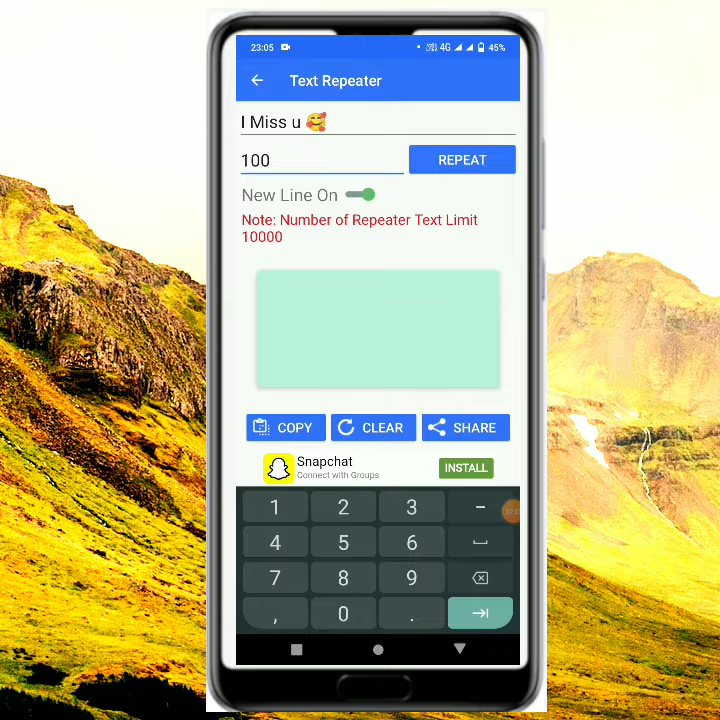 23:05 4G 45%
Text Repeater
I Miss u 🥰
100 REPEAT
New Line On
Note: Number of Repeater Text Limit
10000
COPY CLEAR SHARE
Snapchat
Connect with Groups
INSTALL
1 2 3 -
4 5 6
7 8 9
, 0 .